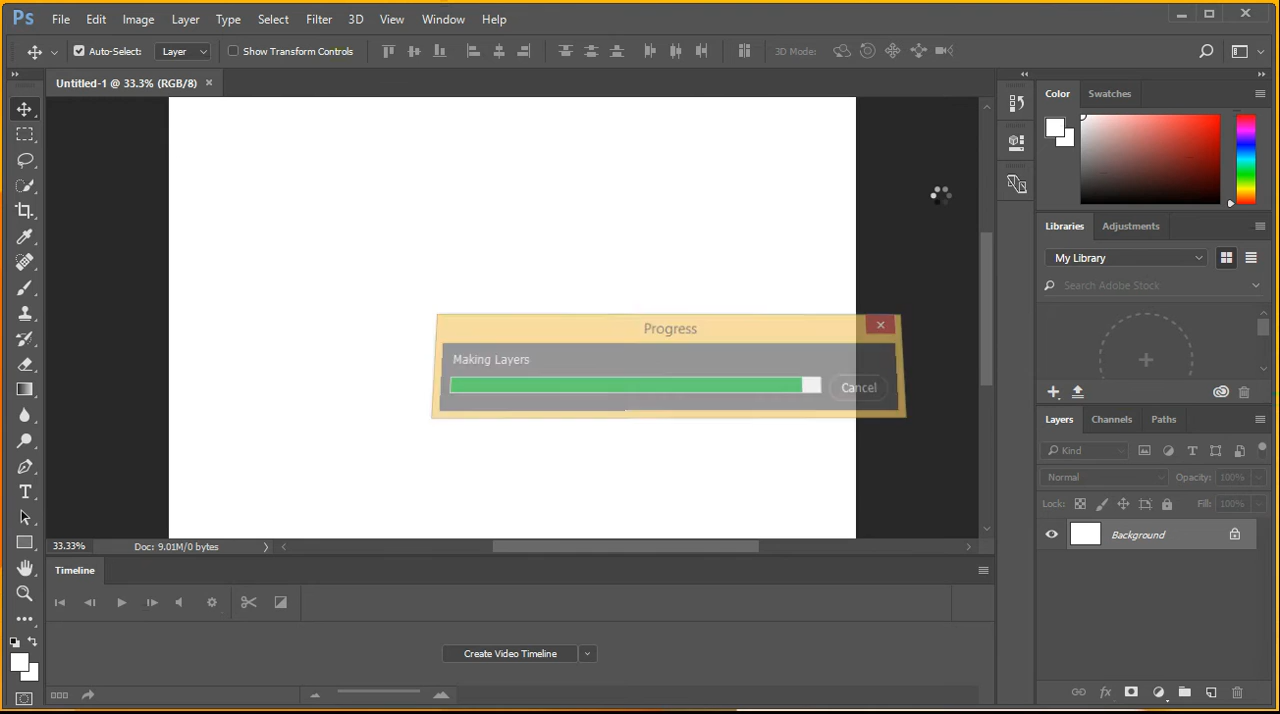 Ps File Edit Image Layer Type Select Filter 3D View Window Help
Auto-Select: Layer Show Transform Controls 3D Mode:
Untitled-1 @ 33.3% (RGB/8) ×
Color Swatches
Libraries Adjustments
My Library
Search Adobe Stock
Progress
Making Layers
Cancel
Layers Channels Paths
Kind
Normal Opacity: 100%
Lock: Fill: 100%
Background
33.33% Doc: 9.01M/0 bytes
Timeline
Create Video Timeline